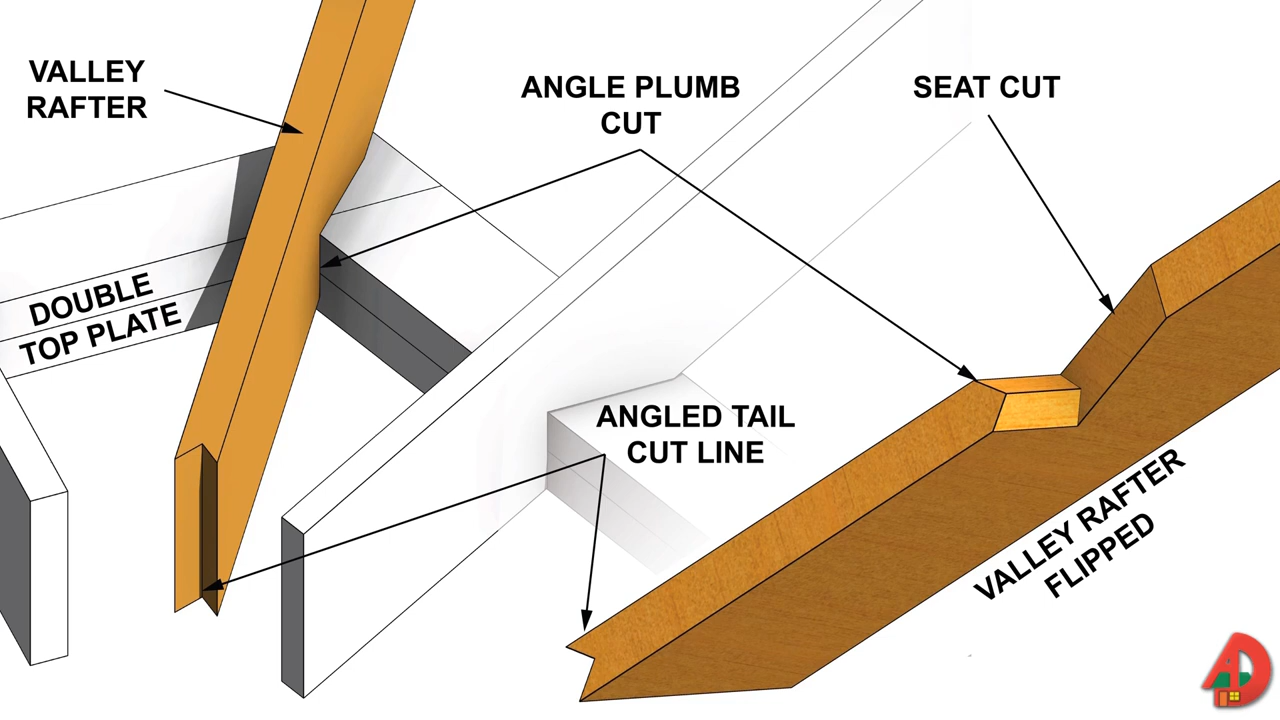 VALLEY
RAFTER
ANGLE PLUMB
CUT
SEAT CUT
DOUBLE
TOP PLATE
ANGLED TAIL
CUT LINE
VALLEY RAFTER
FLIPPED